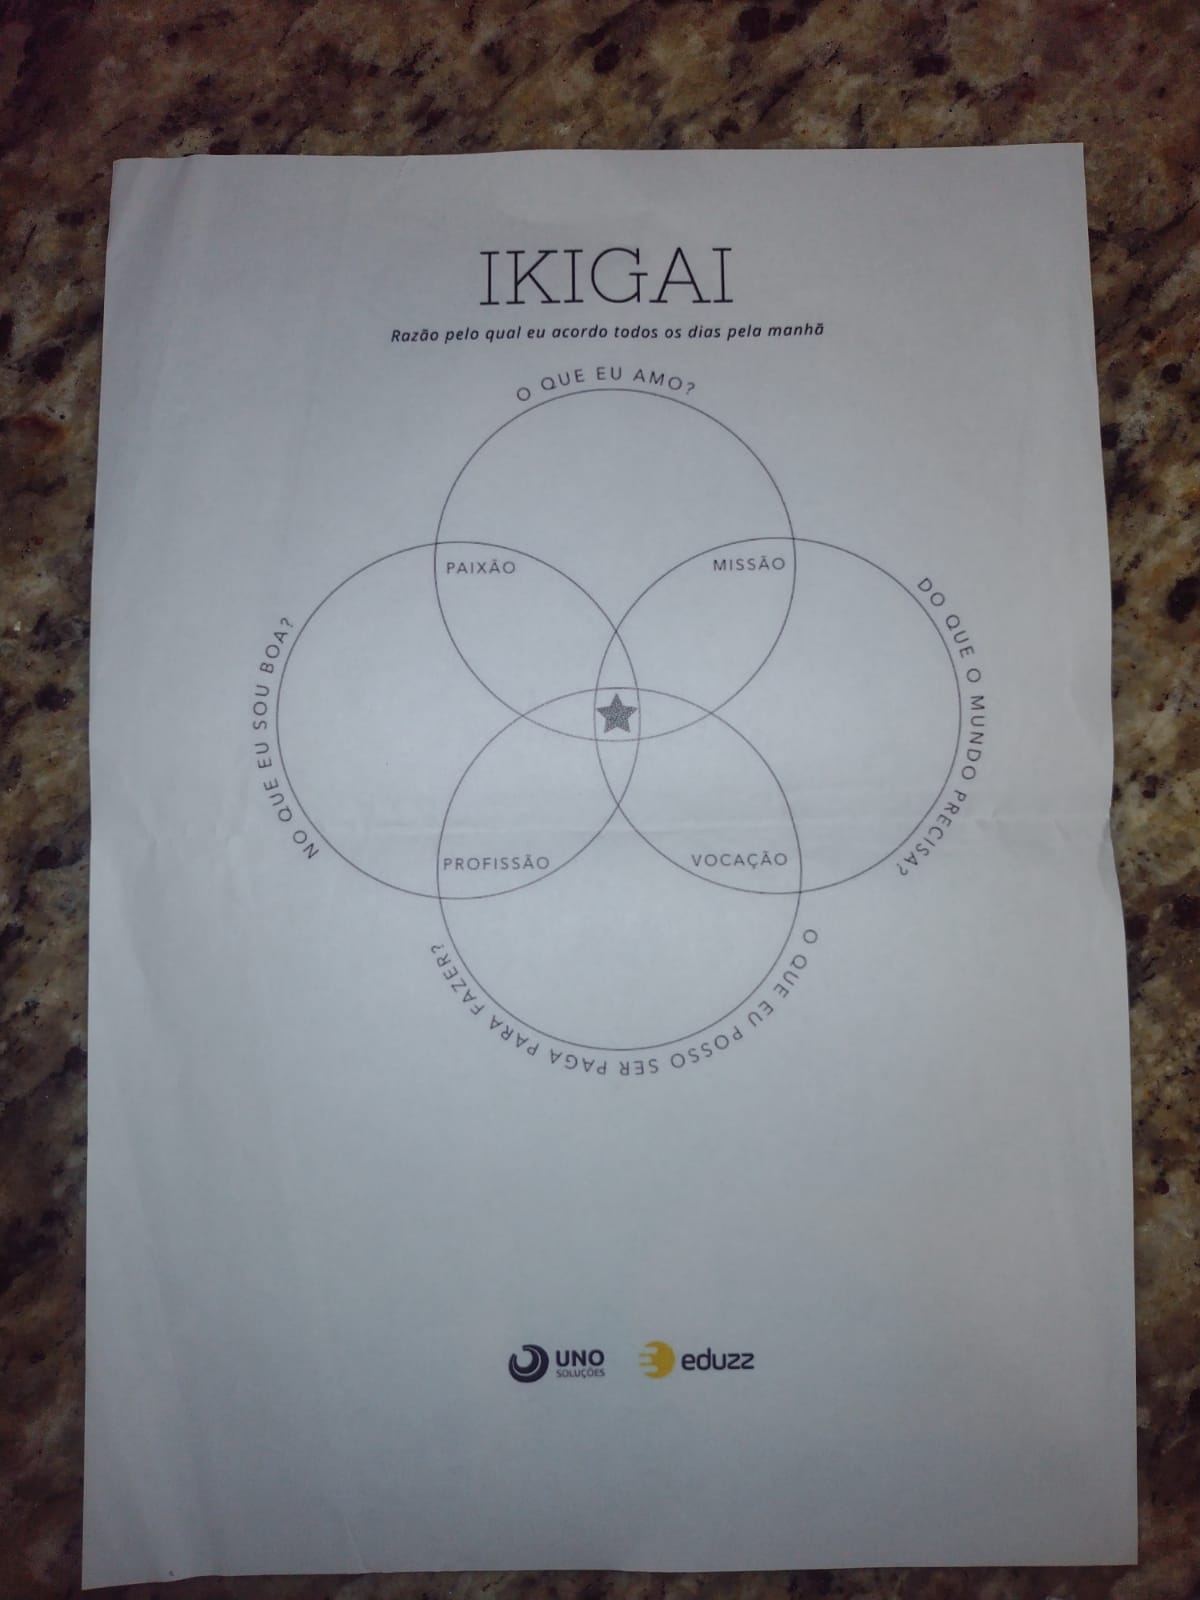 IKIGAI
Razão pelo qual eu acordo todos os dias pela manhã
O QUE EU AMO?
PAIXÃO
MISSÃO
NO QUE EU SOU BOA?
DO QUE O MUNDO PRECISA?
PROFISSÃO
VOCAÇÃO
O QUE EU POSSO SER PAGA PARA FAZER?
UNO
SOLUÇÕES
eduzz